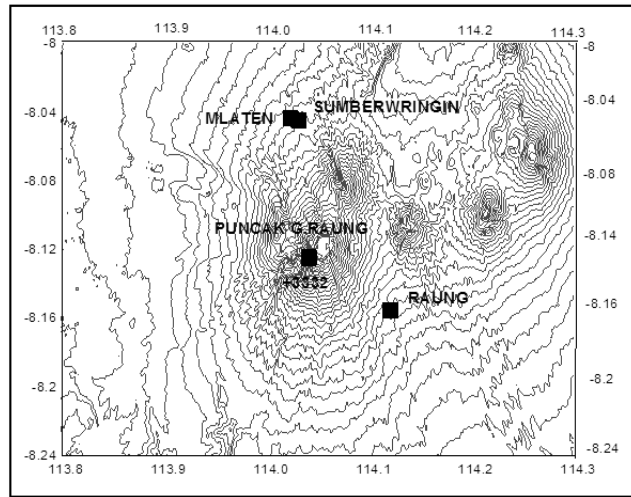 113.8 113.9 114.0 114.1 114.2 114.3
-8 -8
-8.04 -8.04
SUMBERWRINGIN
MLATEN
-8.08 -8.08
PUNCAK G.RAUNG
-8.12 -8.14
+3332
RAUNG
-8.16 -8.16
-8.2 -8.2
-8.24 -8.24
113.8 113.9 114.0 114.1 114.2 114.3